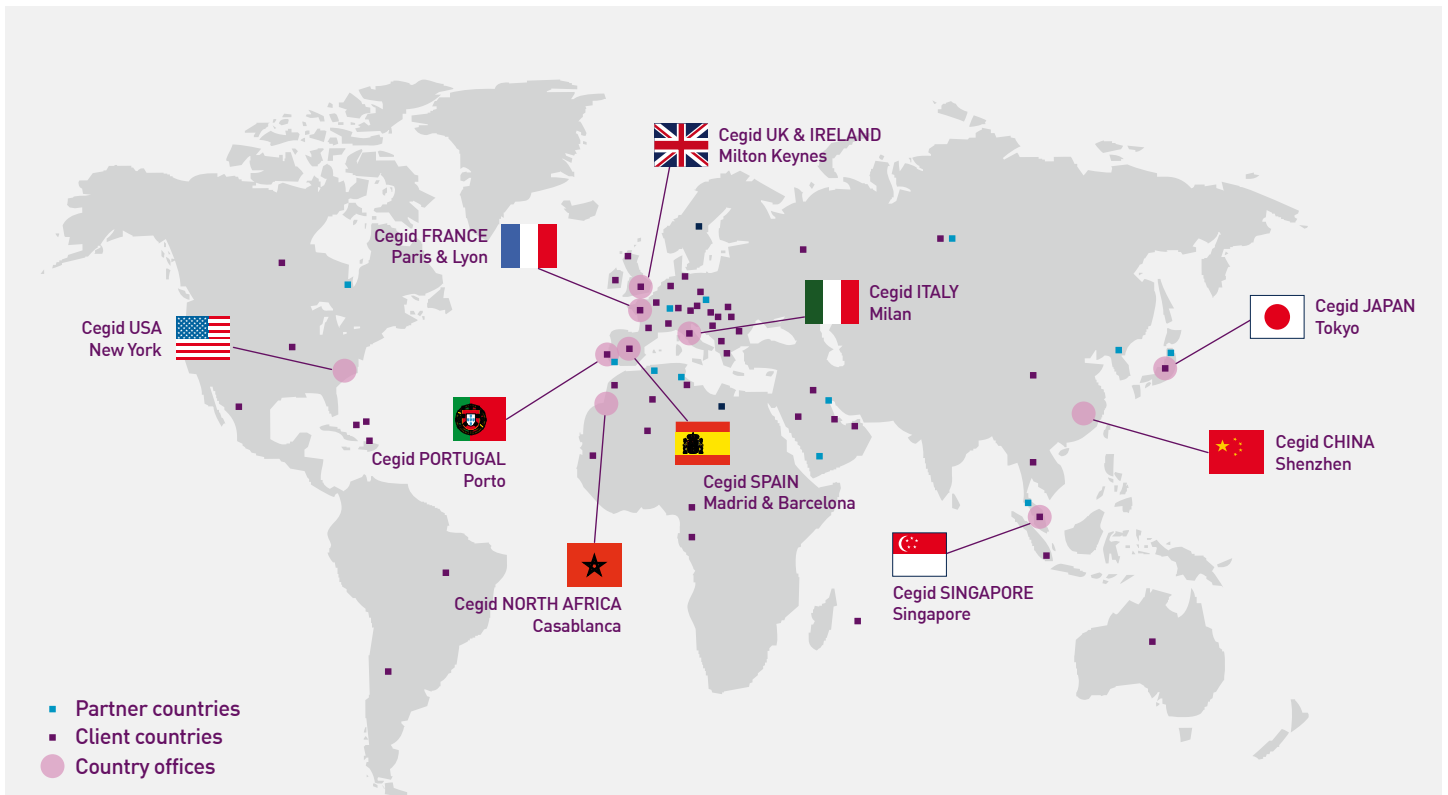 Cegid UK & IRELAND
Milton Keynes
Cegid FRANCE
Paris & Lyon
Cegid ITALY
Milan
Cegid JAPAN
Tokyo
Cegid USA
New York
Cegid PORTUGAL
Porto
Cegid CHINA
Shenzhen
Cegid SPAIN
Madrid & Barcelona
Cegid NORTH AFRICA
Casablanca
Cegid SINGAPORE
Singapore
Partner countries
Client countries
Country offices